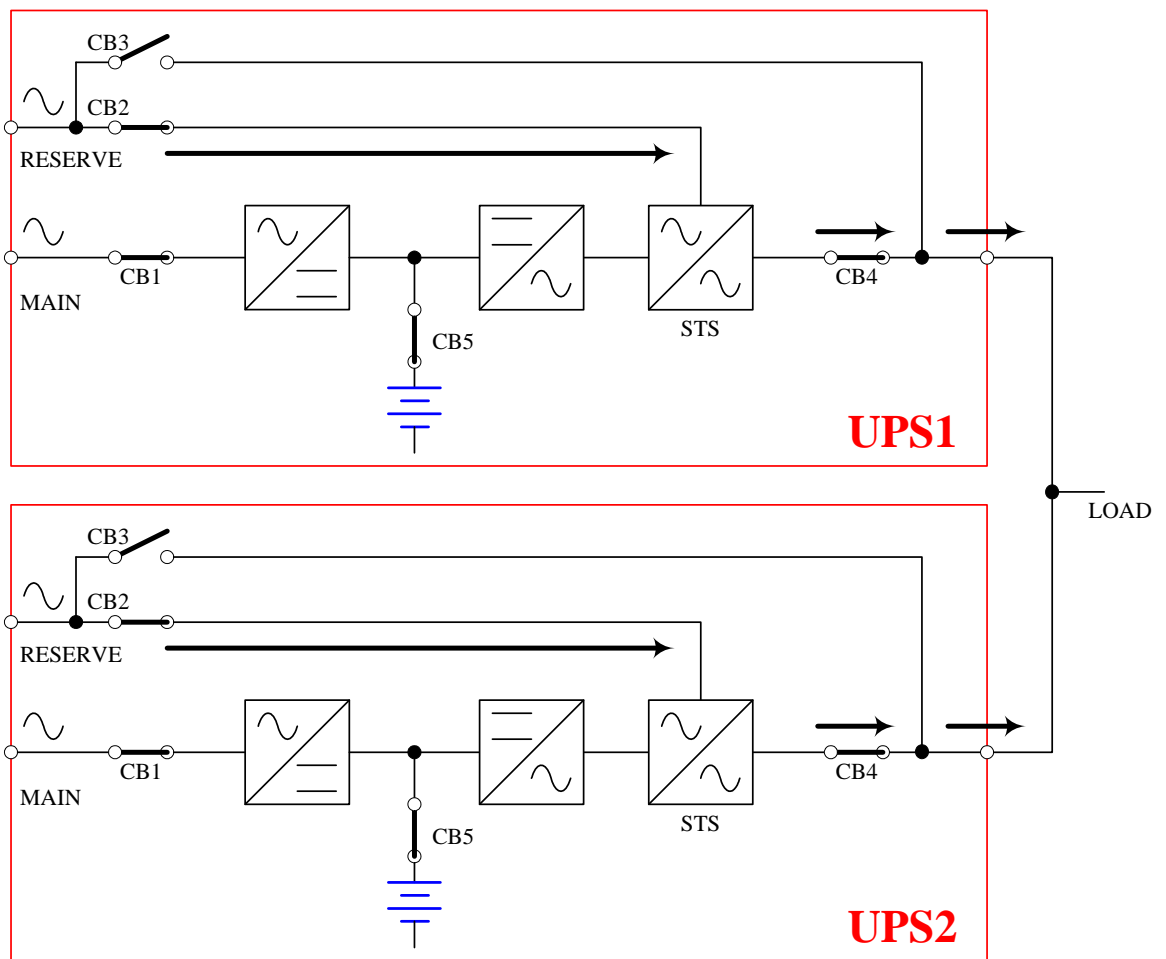 CB3
CB2
RESERVE
CB1
CB4
MAIN
STS
CB5
UPS1
LOAD
CB3
CB2
RESERVE
CB1
CB4
MAIN
STS
CB5
UPS2